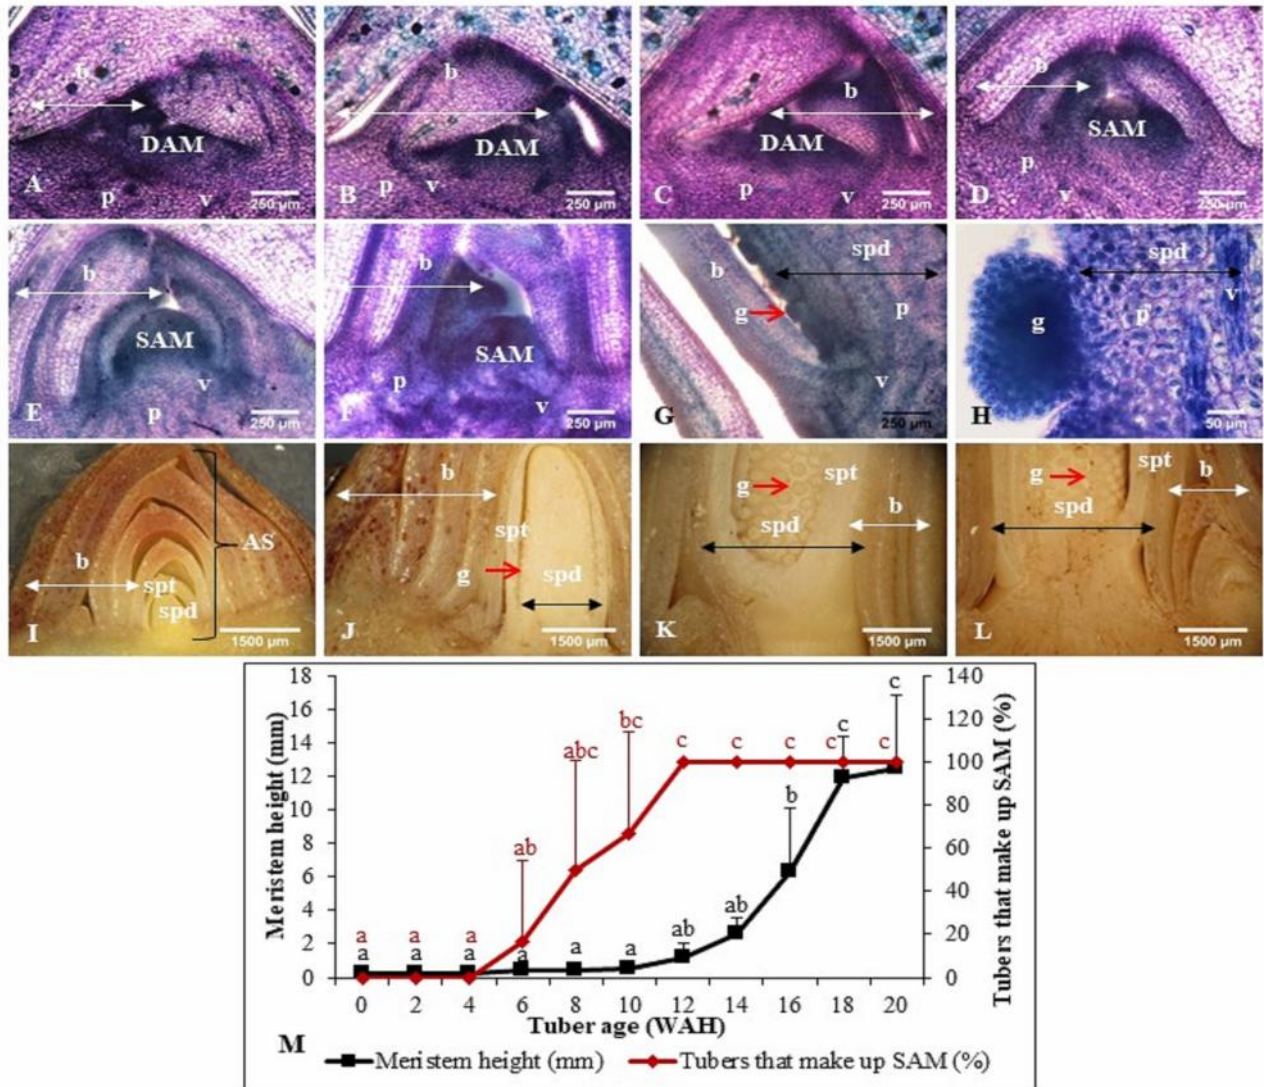 b
DAM
A p v 250 µm
b
DAM
B p v 250 µm
b
DAM
C p v 250 µm
b
SAM
p
D v 250 µm
b
SAM
v
E p 250 µm
b
SAM
p
F v 250 µm
spd
b
g p
v
G 250 µm
spd
v
g p
H 50 µm
AS
b
spt
spd
I 1500 µm
b
spt
g spd
J 1500 µm
g spt
spd b
K 1500 µm
spt
g b
spd
L 1500 µm
18 140
16 120
14 100
12
10 80
8 60
6 40
4
2 20
0 0
Meristem height (mm)
Tubers that make up SAM (%)
a a a ab abc bc c c c c c
a a a a a a ab ab b c c
0 2 4 6 8 10 12 14 16 18 20
Tuber age (WAH)
M
Meristem height (mm) Tubers that make up SAM (%)